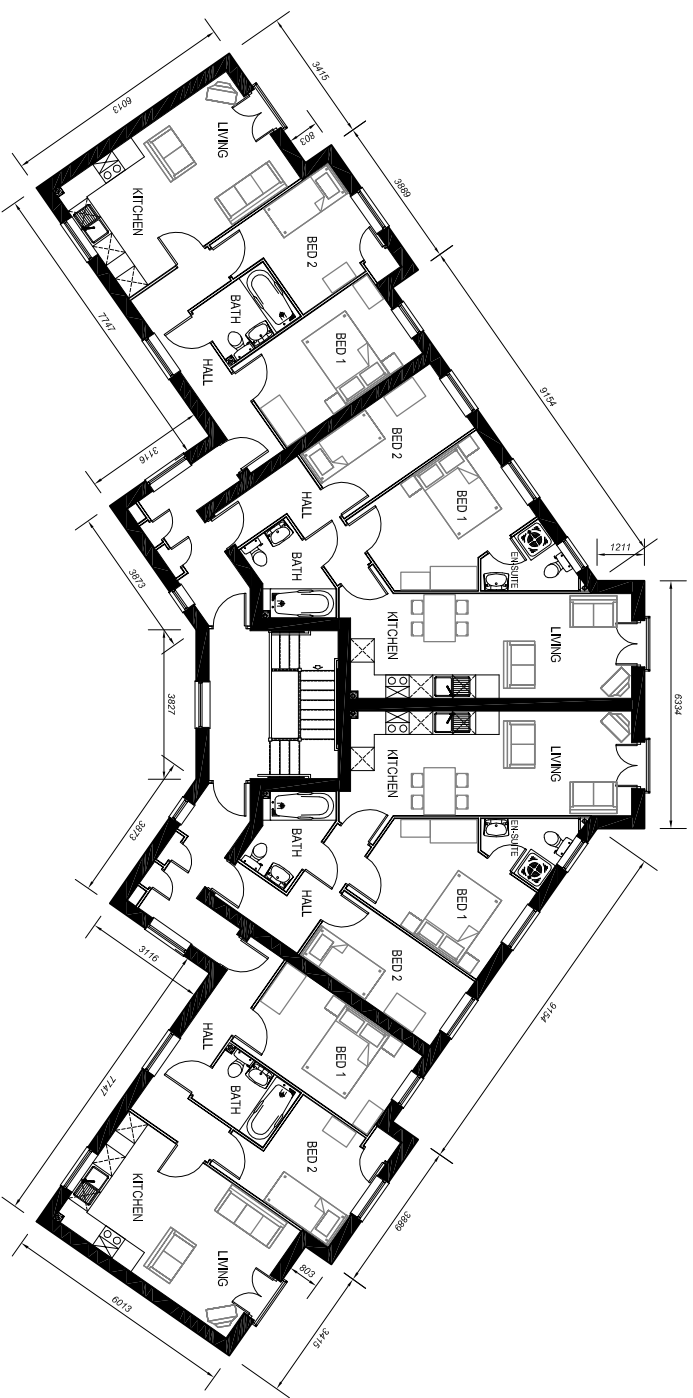 3415
6013
803
LIVING
3889
KITCHEN
BED 2
BATH
7747
BED 1
HALL
9154
BED 2
3116
BED 1
HALL
1211
EN-SUITE
BATH
3873
KITCHEN
LIVING
3827
6334
KITCHEN
LIVING
3873
BATH
EN-SUITE
HALL
BED 1
3116
BED 2
9154
HALL
BED 1
7747
BATH
BED 2
KITCHEN
3889
LIVING
803
6013
3415